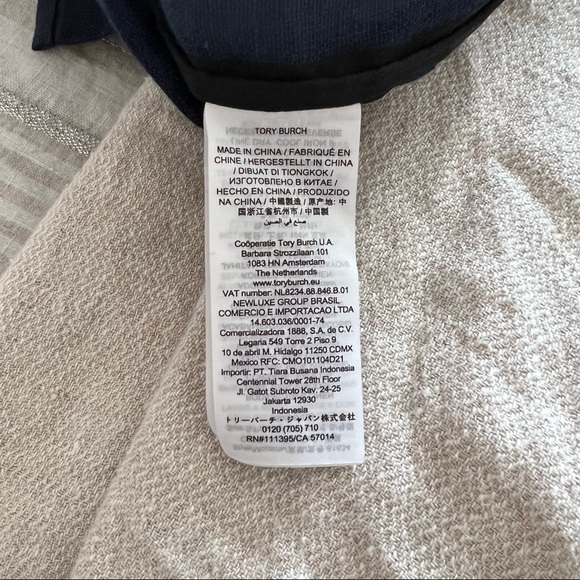 TORY BURCH
MADE IN CHINA / FABRIQUÉ EN
CHINE / HERGESTELLT IN CHINA
/ DIBUAT DI TIONGKOK /
ИЗГОТОВЛЕНО В КИТАЕ /
HECHO EN CHINA / PRODUZIDO
NA CHINA / 中國製造 / 原产地: 中
国浙江省杭州市 / 中国製
صنع في الصين
Coöperatie Tory Burch U.A.
Barbara Strozzilaan 101
1083 HN Amsterdam
The Netherlands
www.toryburch.eu
VAT number: NL8234.88.846.B.01
NEWLUXE GROUP BRASIL
COMERCIO E IMPORTACAO LTDA
14.603.036/0001-74
Comercializadora 1888, S.A. de C.V.
Legaria 549 Torre 2 Piso 9
10 de abril M. Hidalgo 11250 CDMX
Mexico RFC: CMO101104D21
Importir: PT. Tiara Busana Indonesia
Centennial Tower 28th Floor
Jl. Gatot Subroto Kav. 24-25
Jakarta 12930
Indonesia
トリーバーチ・ジャパン株式会社
0120 (705) 710
RN#111395/CA 57014